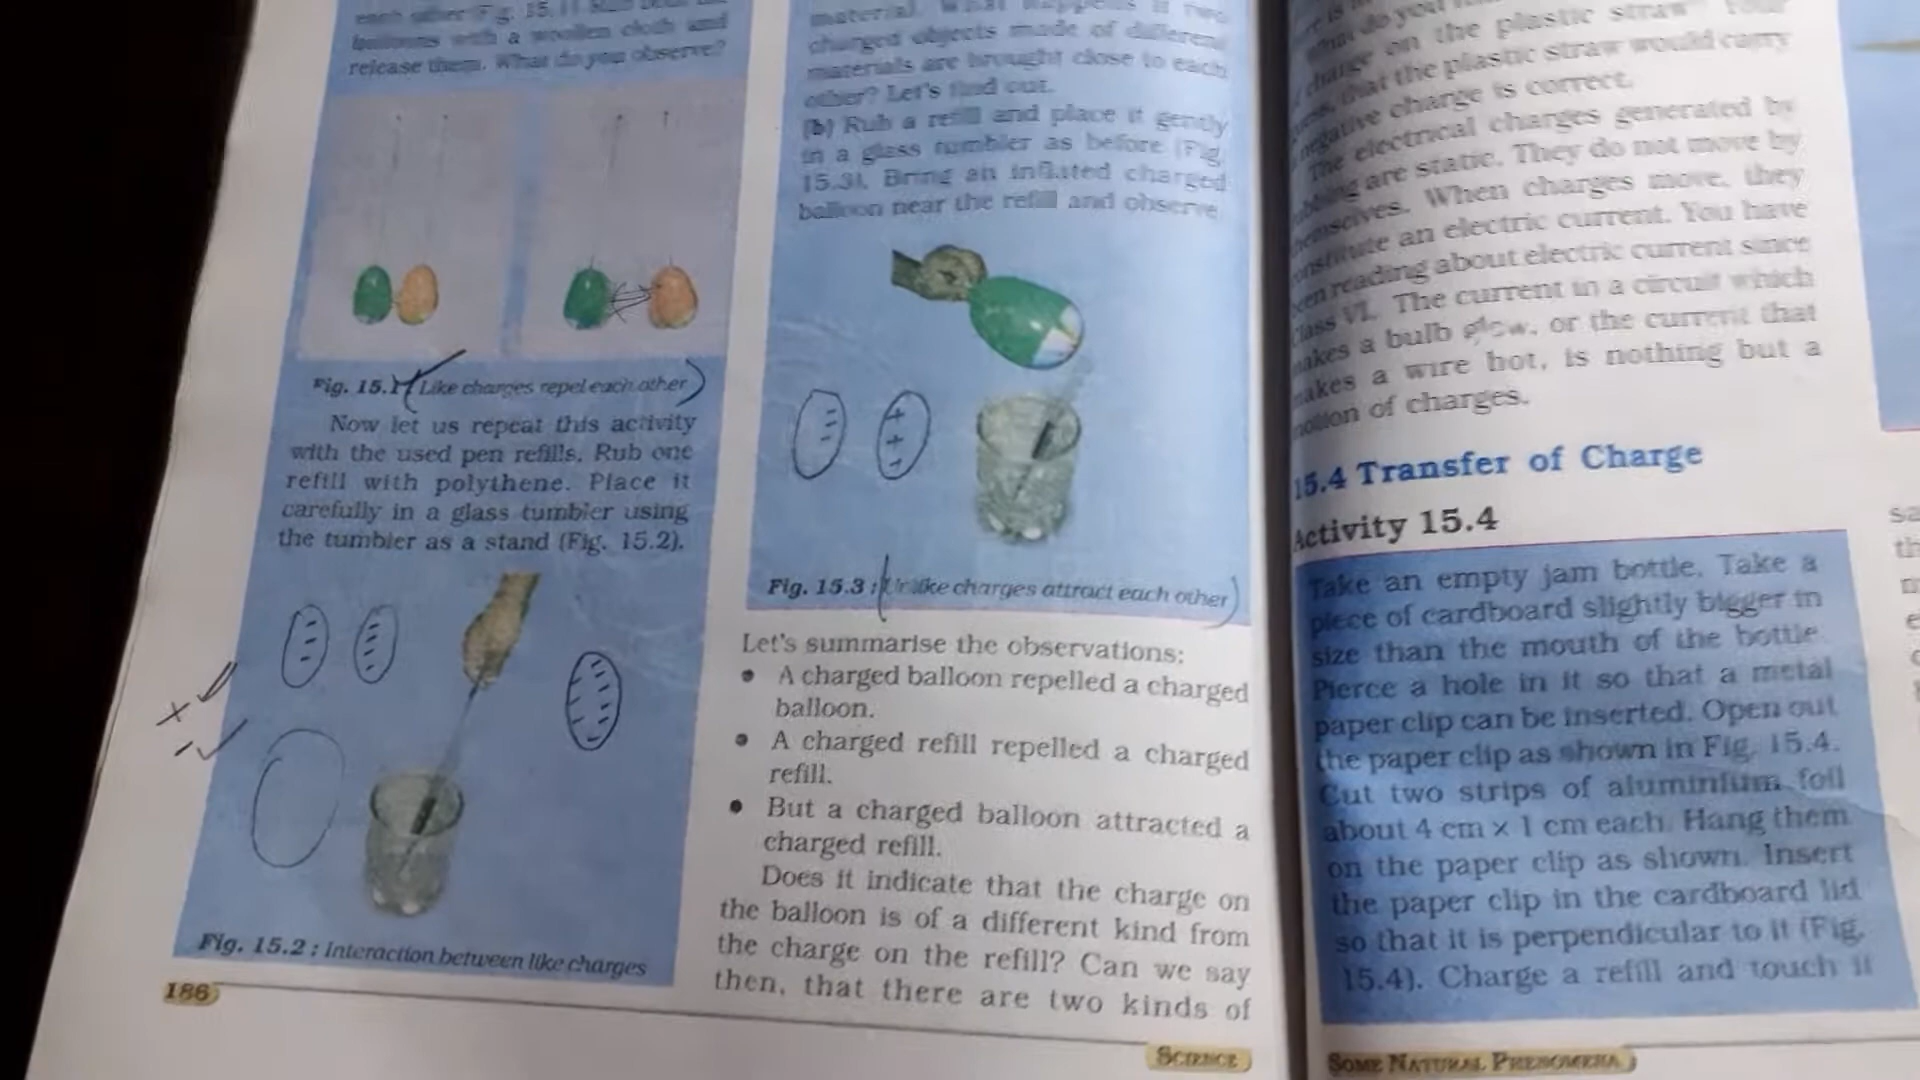 balloons with a woollen cloth and
release them. What do you observe?
Fig. 15.1 (Like charges repel each other)
Now let us repeat this activity
with the used pen refills. Rub one
refill with polythene. Place it
carefully in a glass tumbler using
the tumbler as a stand (Fig. 15.2).
+
-
Fig. 15.2 : Interaction between like charges
186
material. What happens if two
charged objects made of different
materials are brought close to each
other? Let's find out.
(b) Rub a refill and place it gently
in a glass tumbler as before (Fig.
15.3). Bring an inflated charged
balloon near the refill and observe.
Fig. 15.3 : (Unlike charges attract each other)
Let's summarise the observations:
• A charged balloon repelled a charged
balloon.
• A charged refill repelled a charged
refill.
• But a charged balloon attracted a
charged refill.
Does it indicate that the charge on
the balloon is of a different kind from
the charge on the refill? Can we say
then, that there are two kinds of
SCIENCE
on the plastic straw
that the plastic straw would carry
negative charge is correct.
The electrical charges generated by
are static. They do not move by
When charges move, they
an electric current. You have
reading about electric current since
Class VI. The current in a circuit which
makes a bulb glow, or the current that
makes a wire hot, is nothing but a
motion of charges.
15.4 Transfer of Charge
Activity 15.4
Take an empty jam bottle. Take a
piece of cardboard slightly bigger in
size than the mouth of the bottle.
Pierce a hole in it so that a metal
paper clip can be inserted. Open out
the paper clip as shown in Fig. 15.4.
Cut two strips of aluminium foil
about 4 cm × 1 cm each. Hang them
on the paper clip as shown. Insert
the paper clip in the cardboard lid
so that it is perpendicular to it (Fig.
15.4). Charge a refill and touch it
SOME NATURAL PHENOMENA